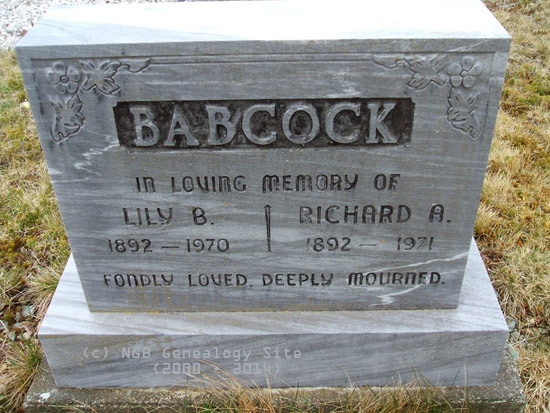 BABCOCK
IN LOVING MEMORY OF
LILY B. RICHARD A.
1892 – 1970 1892 – 1971
FONDLY LOVED, DEEPLY MOURNED.
(c) NGB Genealogy Site
(2000 - 2014)